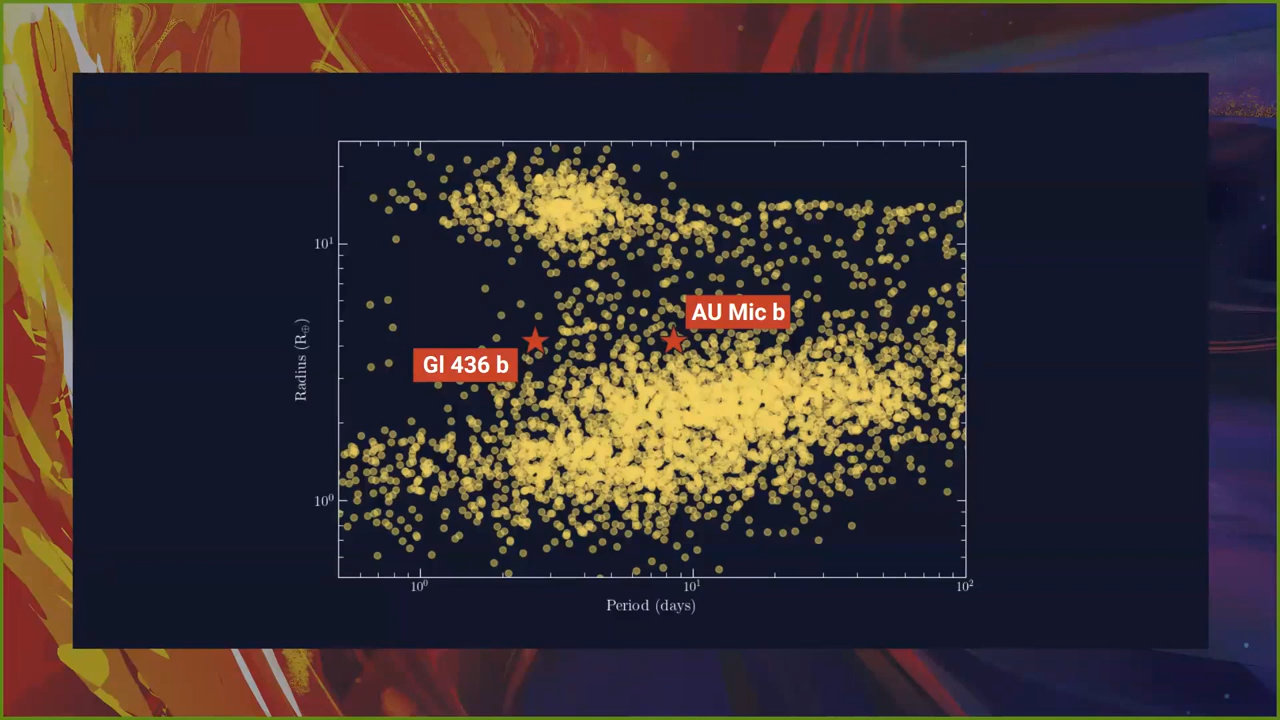 AU Mic b
Gl 436 b
10¹
10⁰
Radius (R⊕)
10⁰
10¹
10²
Period (days)